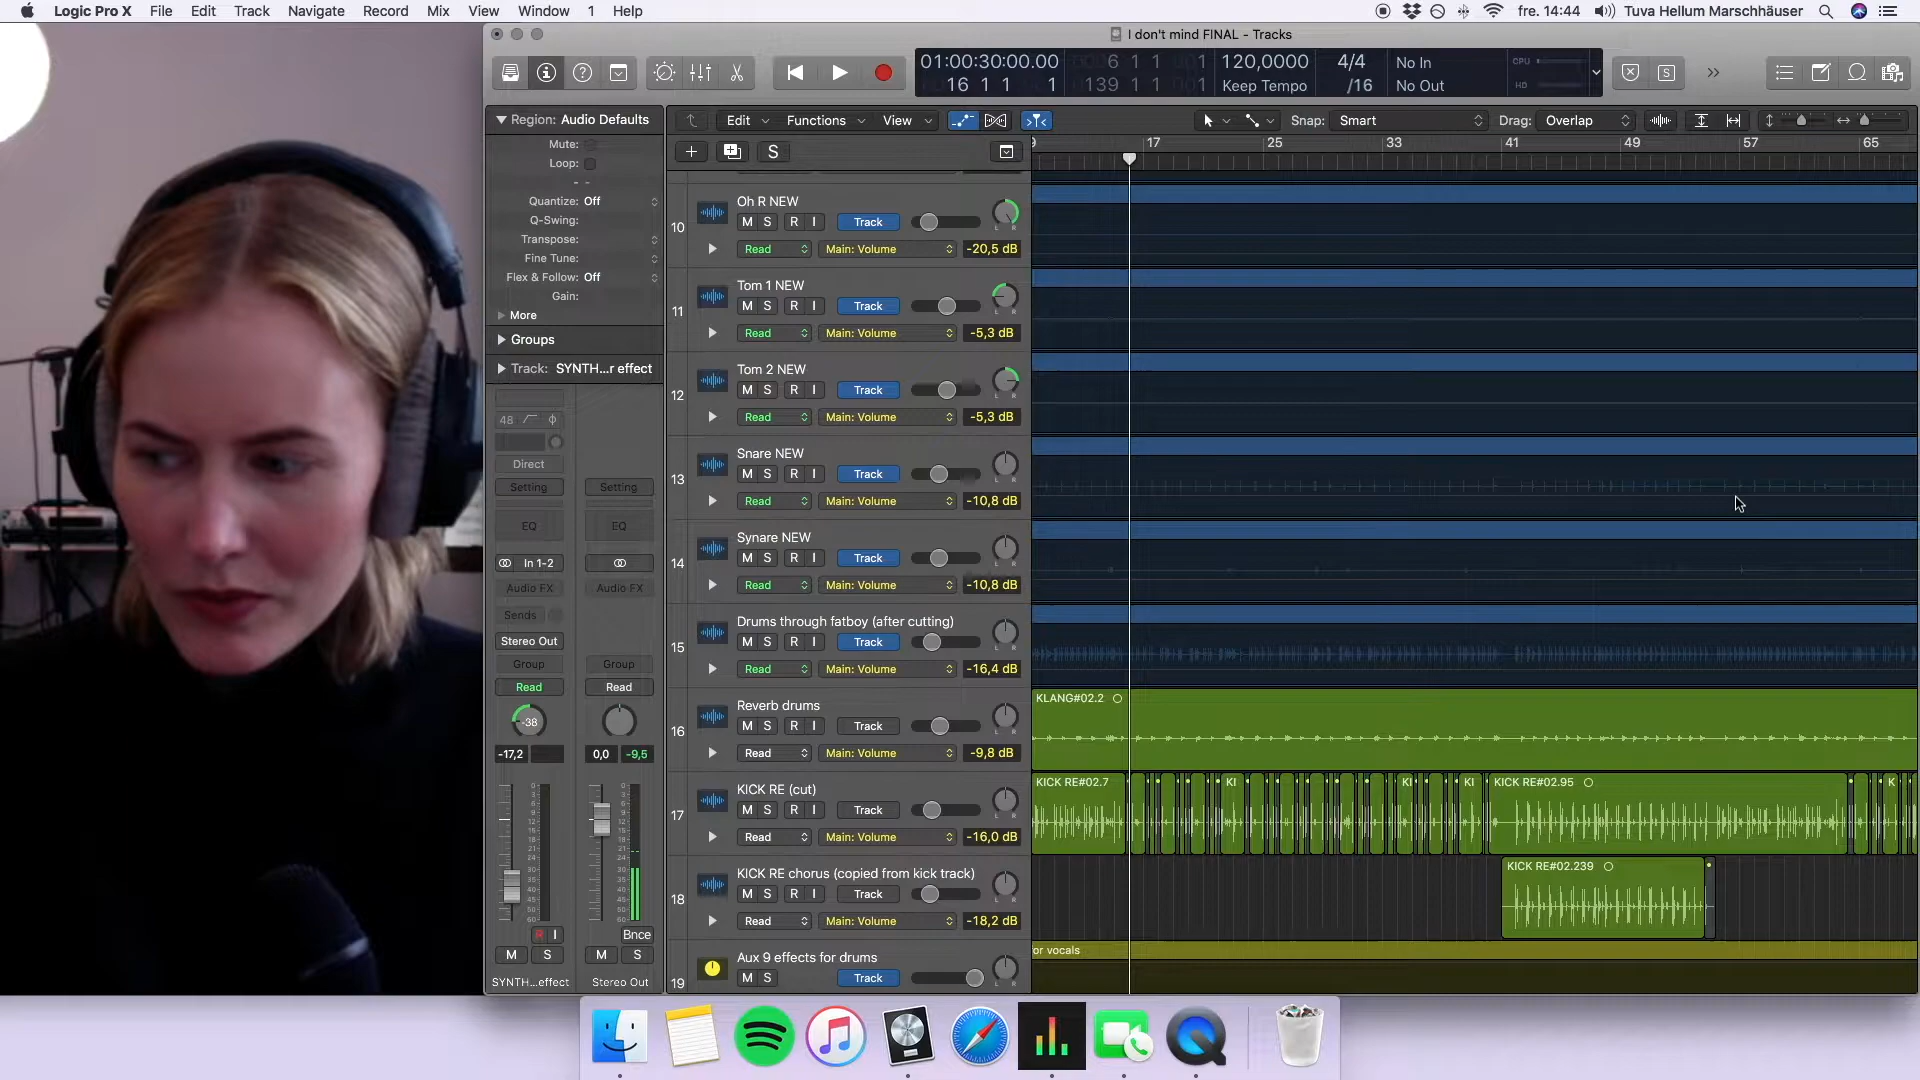 Logic Pro X File Edit Track Navigate Record Mix View Window 1 Help
fre. 14:44 Tuva Hellum Marschhäuser
I don't mind FINAL - Tracks
01:00:30:00.00
16 1 1 1
139 1 1
120,0000
Keep Tempo
4/4
/16
No In
No Out
CPU
HD
S
Region: Audio Defaults
Mute:
Loop:
Quantize: Off
Q-Swing:
Transpose:
Fine Tune:
Flex & Follow: Off
Gain:
More
Groups
Track: SYNTH...r effect
48
Direct
Setting Setting
EQ EQ
In 1-2
Audio FX Audio FX
Sends
Stereo Out
Group Group
Read Read
-38
-17,2 0,0 -9,5
R I Bnce
M S M S
SYNTH...effect Stereo Out
Edit Functions View
Snap: Smart Drag: Overlap
S
17 25 33 41 49 57 65
10 Oh R NEW
M S R I Track
Read Main: Volume -20,5 dB
11 Tom 1 NEW
M S R I Track
Read Main: Volume -5,3 dB
12 Tom 2 NEW
M S R I Track
Read Main: Volume -5,3 dB
13 Snare NEW
M S R I Track
Read Main: Volume -10,8 dB
14 Synare NEW
M S R I Track
Read Main: Volume -10,8 dB
15 Drums through fatboy (after cutting)
M S R I Track
Read Main: Volume -16,4 dB
16 Reverb drums
M S R I Track
Read Main: Volume -9,8 dB
17 KICK RE (cut)
M S R I Track
Read Main: Volume -16,0 dB
18 KICK RE chorus (copied from kick track)
M S R I Track
Read Main: Volume -18,2 dB
19 Aux 9 effects for drums
M S Track
KLANG#02.2
KICK RE#02.7 KI KI KI KICK RE#02.95 K
KICK RE#02.239
or vocals